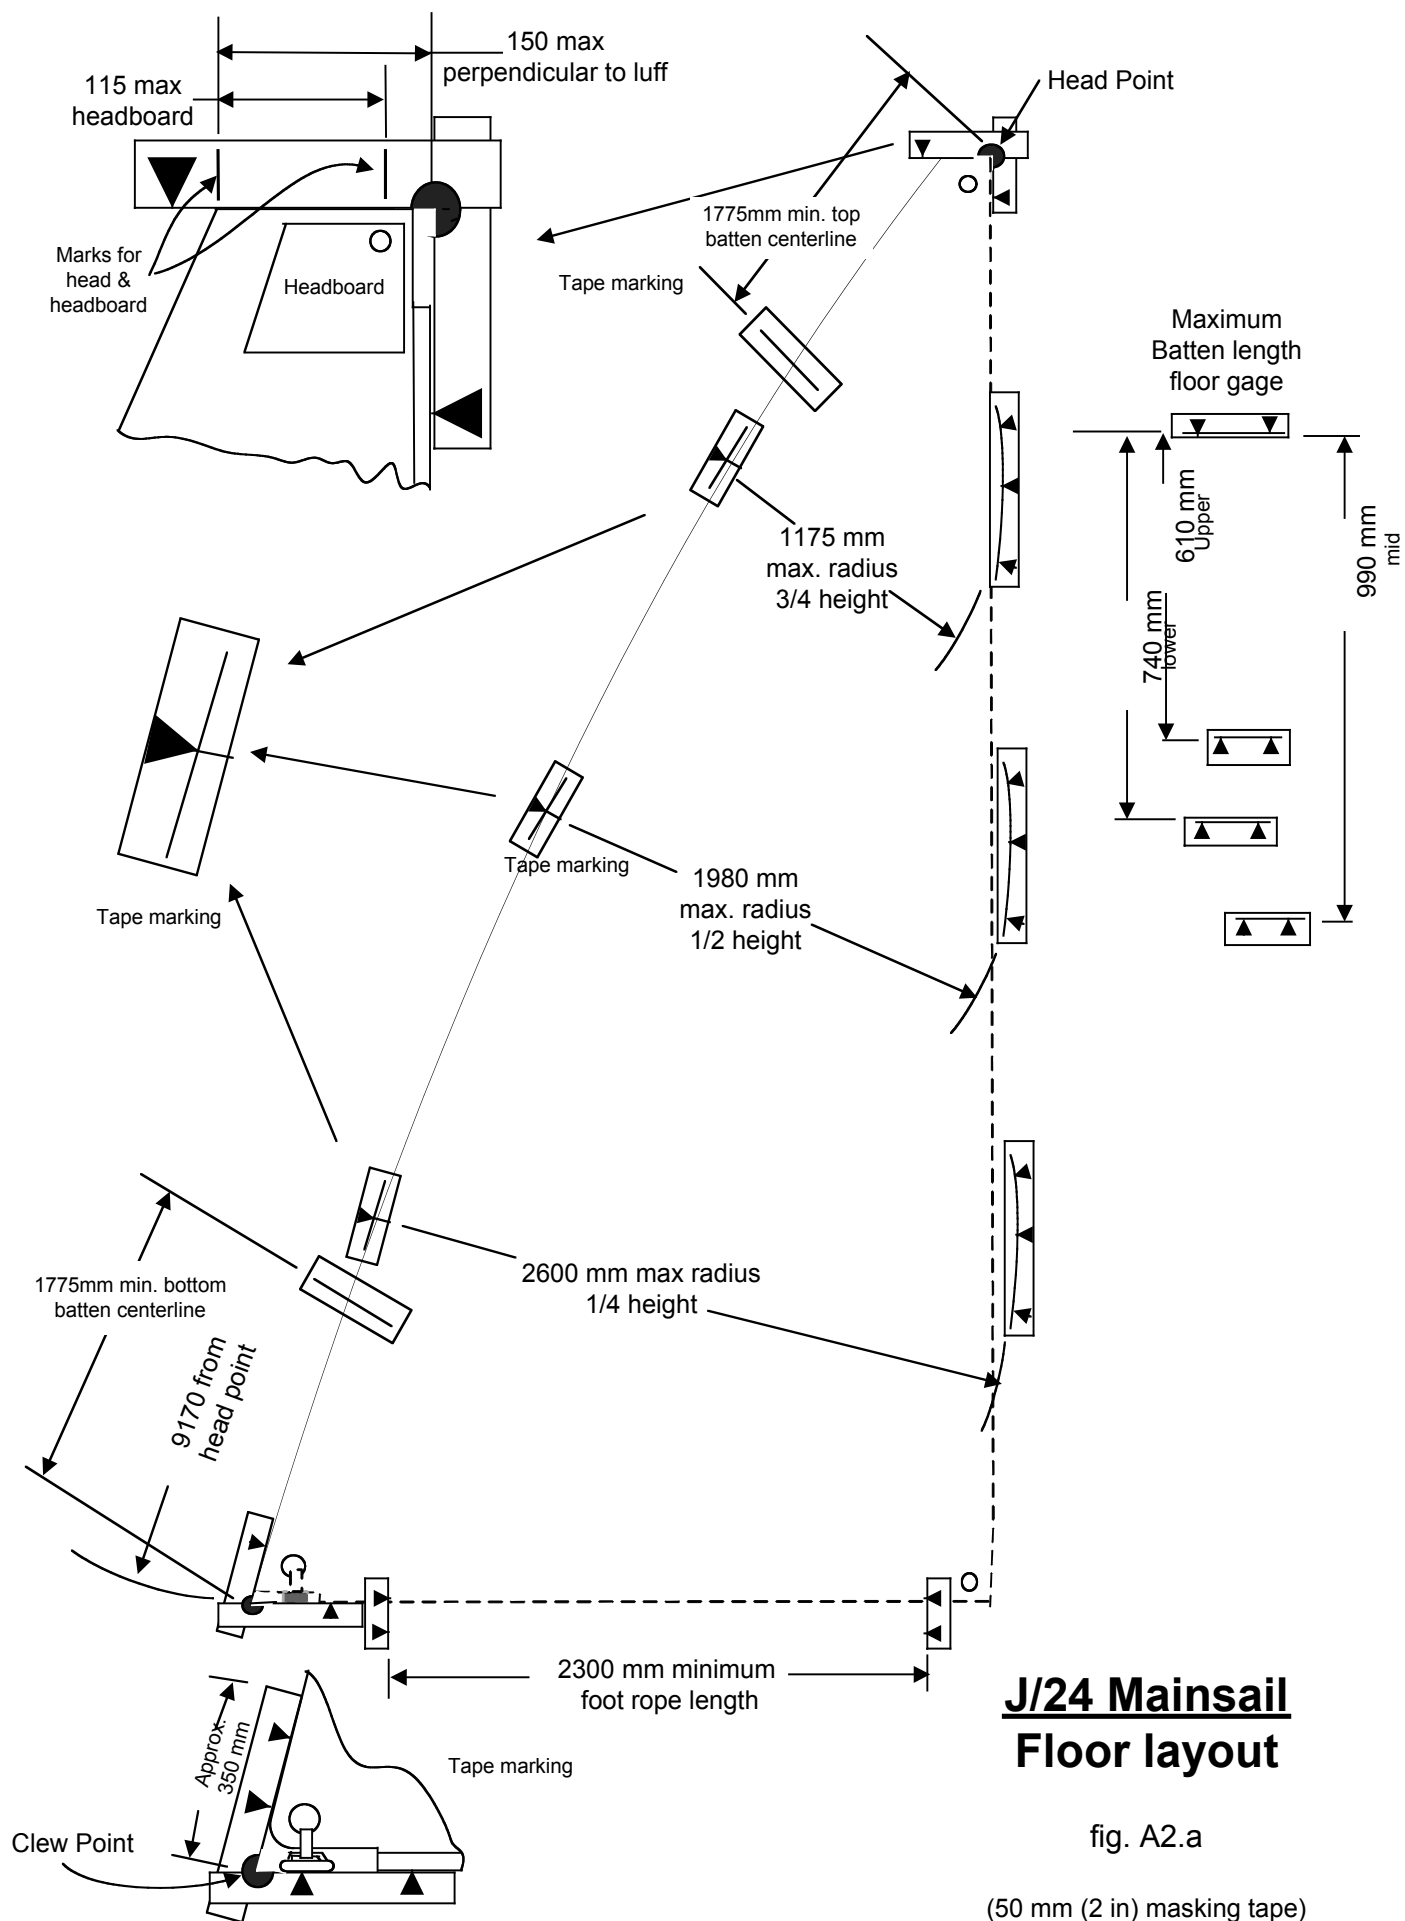 150 max
perpendicular to luff
115 max
headboard
Head Point
1775mm min. top
batten centerline
Marks for
head &
headboard
Headboard
Tape marking
Maximum
Batten length
floor gage
610 mm
Upper
990 mm
mid
740 mm
lower
1175 mm
max. radius
3/4 height
Tape marking
1980 mm
max. radius
1/2 height
Tape marking
2600 mm max radius
1/4 height
1775mm min. bottom
batten centerline
9170 from
head point
2300 mm minimum
foot rope length
Approx.
350 mm
Tape marking
Clew Point
J/24 Mainsail
Floor layout
fig. A2.a
(50 mm (2 in) masking tape)